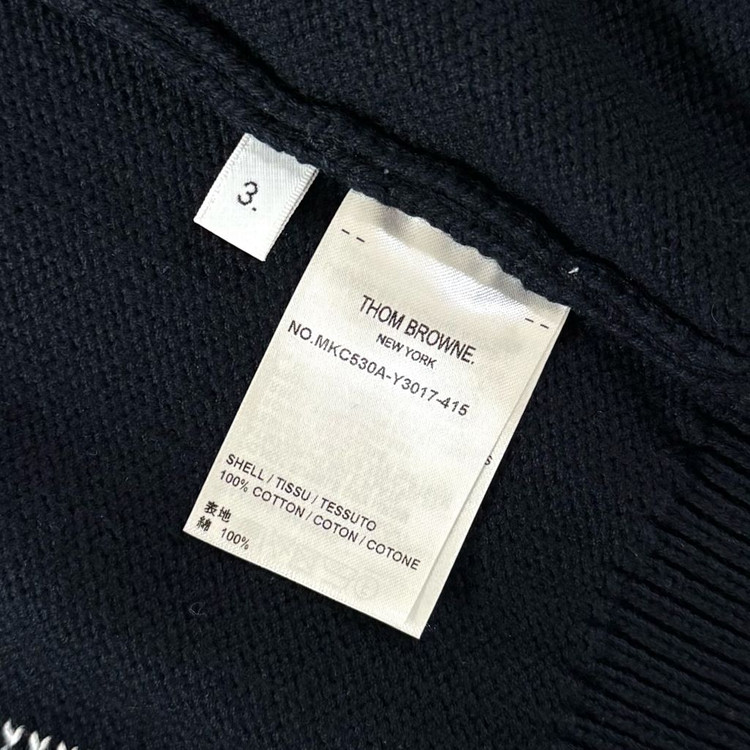 3.
THOM BROWNE.
NEW YORK
NO.MKC530A-Y3017-415
SHELL / TISSU / TESSUTO
100% COTTON / COTON / COTONE
表地
綿 100%
S